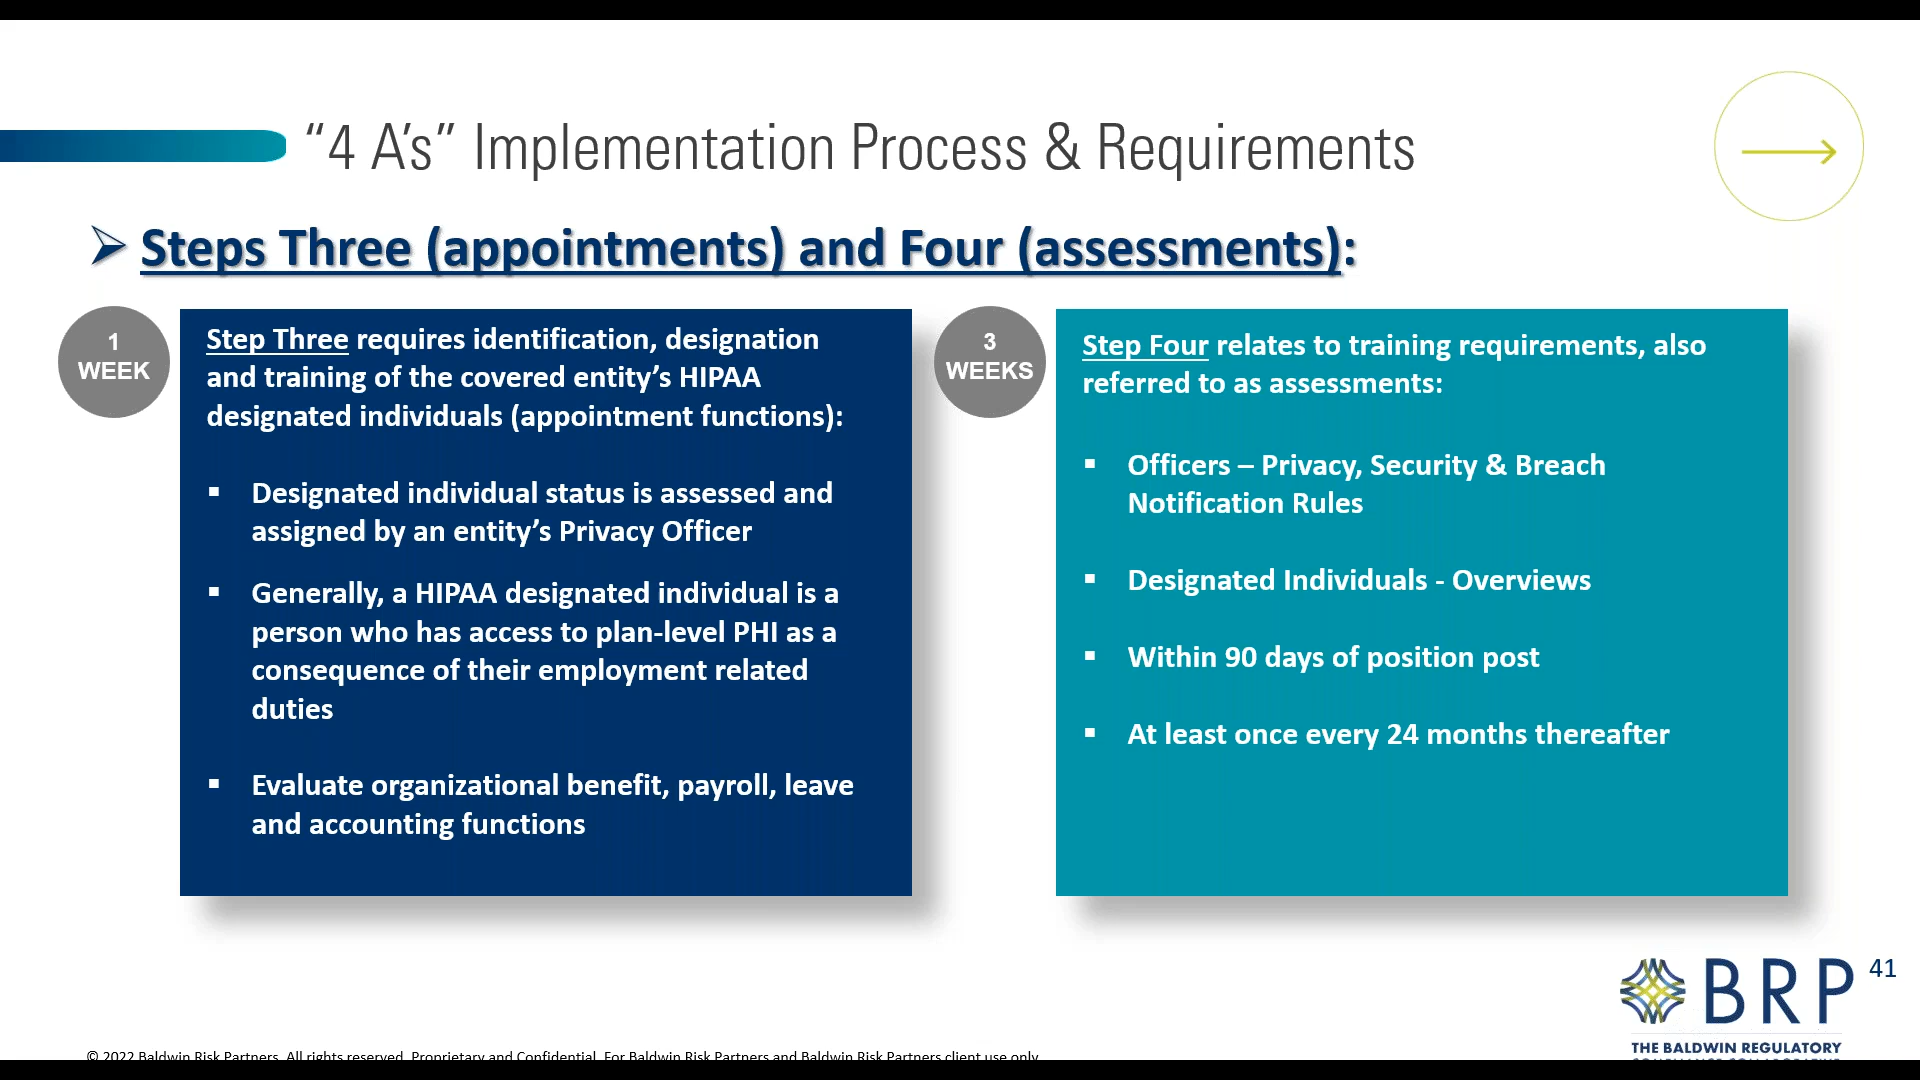 “4 A’s” Implementation Process & Requirements
Steps Three (appointments) and Four (assessments):
1
WEEK
Step Three requires identification, designation
and training of the covered entity’s HIPAA
designated individuals (appointment functions):
▪ Designated individual status is assessed and
assigned by an entity’s Privacy Officer
▪ Generally, a HIPAA designated individual is a
person who has access to plan-level PHI as a
consequence of their employment related
duties
▪ Evaluate organizational benefit, payroll, leave
and accounting functions
3
WEEKS
Step Four relates to training requirements, also
referred to as assessments:
▪ Officers – Privacy, Security & Breach
Notification Rules
▪ Designated Individuals - Overviews
▪ Within 90 days of position post
▪ At least once every 24 months thereafter
BRP
41
THE BALDWIN REGULATORY
COMPLIANCE COLLABORATIVE
© 2022 Baldwin Risk Partners. All rights reserved. Proprietary and Confidential. For Baldwin Risk Partners and Baldwin Risk Partners client use only.